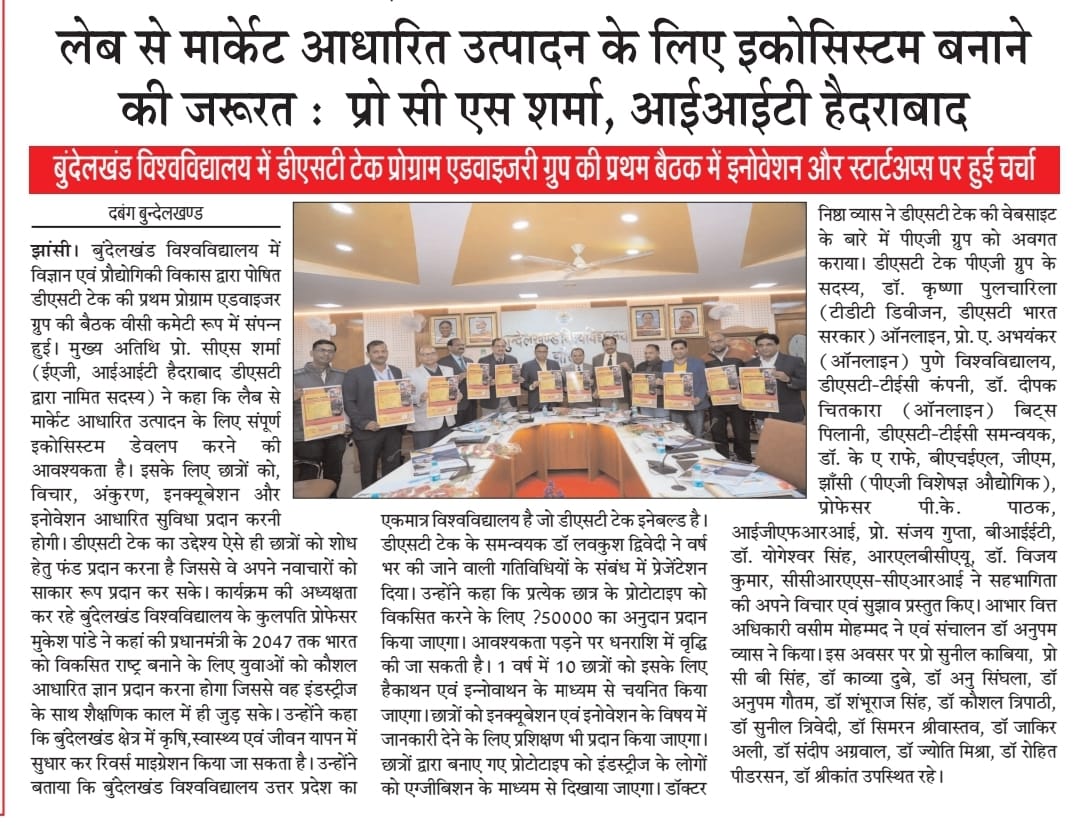 लेब से मार्केट आधारित उत्पादन के लिए इकोसिस्टम बनाने
की जरूरत : प्रो सी एस शर्मा, आईआईटी हैदराबाद
बुंदेलखंड विश्वविद्यालय में डीएसटी टेक प्रोग्राम एडवाइजरी ग्रुप की प्रथम बैठक में इनोवेशन और स्टार्टअप्स पर हुई चर्चा
दबंग बुन्देलखण्ड
झांसी। बुंदेलखंड विश्वविद्यालय में
विज्ञान एवं प्रौद्योगिकी विकास द्वारा पोषित
डीएसटी टेक की प्रथम प्रोग्राम एडवाइजर
ग्रुप की बैठक वीसी कमेटी रूप में संपन्न
हुई। मुख्य अतिथि प्रो. सीएस शर्मा
(ईएजी, आईआईटी हैदराबाद डीएसटी
द्वारा नामित सदस्य) ने कहा कि लैब से
मार्केट आधारित उत्पादन के लिए संपूर्ण
इकोसिस्टम डेवलप करने की
आवश्यकता है। इसके लिए छात्रों को,
विचार, अंकुरण, इनक्यूबेशन और
इनोवेशन आधारित सुविधा प्रदान करनी
होगी। डीएसटी टेक का उद्देश्य ऐसे ही छात्रों को शोध
हेतु फंड प्रदान करना है जिससे वे अपने नवाचारों को
साकार रूप प्रदान कर सके। कार्यक्रम की अध्यक्षता
कर रहे बुंदेलखंड विश्वविद्यालय के कुलपति प्रोफेसर
मुकेश पांडे ने कहां की प्रधानमंत्री के 2047 तक भारत
को विकसित राष्ट्र बनाने के लिए युवाओं को कौशल
आधारित ज्ञान प्रदान करना होगा जिससे वह इंडस्ट्रीज
के साथ शैक्षणिक काल में ही जुड़ सके। उन्होंने कहा
कि बुंदेलखंड क्षेत्र में कृषि,स्वास्थ्य एवं जीवन यापन में
सुधार कर रिवर्स माइग्रेशन किया जा सकता है। उन्होंने
बताया कि बुंदेलखंड विश्वविद्यालय उत्तर प्रदेश का
एकमात्र विश्वविद्यालय है जो डीएसटी टेक इनेबल्ड है।
डीएसटी टेक के समन्वयक डॉ लवकुश द्विवेदी ने वर्ष
भर की जाने वाली गतिविधियों के संबंध में प्रेजेंटेशन
दिया। उन्होंने कहा कि प्रत्येक छात्र के प्रोटोटाइप को
विकसित करने के लिए ?50000 का अनुदान प्रदान
किया जाएगा। आवश्यकता पड़ने पर धनराशि में वृद्धि
की जा सकती है। 1 वर्ष में 10 छात्रों को इसके लिए
हैकाथन एवं इन्नोवाथन के माध्यम से चयनित किया
जाएगा। छात्रों को इनक्यूबेशन एवं इनोवेशन के विषय में
जानकारी देने के लिए प्रशिक्षण भी प्रदान किया जाएगा।
छात्रों द्वारा बनाए गए प्रोटोटाइप को इंडस्ट्रीज के लोगों
को एग्जीबिशन के माध्यम से दिखाया जाएगा। डॉक्टर
निष्ठा व्यास ने डीएसटी टेक की वेबसाइट
के बारे में पीएजी ग्रुप को अवगत
कराया। डीएसटी टेक पीएजी ग्रुप के
सदस्य, डॉ. कृष्णा पुलचारिला
(टीडीटी डिवीजन, डीएसटी भारत
सरकार) ऑनलाइन, प्रो. ए. अभयंकर
(ऑनलाइन) पुणे विश्वविद्यालय,
डीएसटी-टीईसी कंपनी, डॉ. दीपक
चितकारा (ऑनलाइन) बिट्स
पिलानी, डीएसटी-टीईसी समन्वयक,
डॉ. के ए राफे, बीएचईएल, जीएम,
झाँसी (पीएजी विशेषज्ञ औद्योगिक),
प्रोफेसर पी.के. पाठक,
आईजीएफआरआई, प्रो. संजय गुप्ता, बीआईईटी,
डॉ. योगेश्वर सिंह, आरएलबीसीएयू, डॉ. विजय
कुमार, सीसीआरएएस-सीएआरआई ने सहभागिता
की अपने विचार एवं सुझाव प्रस्तुत किए। आभार वित्त
अधिकारी वसीम मोहम्मद ने एवं संचालन डॉ अनुपम
व्यास ने किया। इस अवसर पर प्रो सुनील काबिया, प्रो
सी बी सिंह, डॉ काव्या दुबे, डॉ अनु सिंघला, डॉ
अनुपम गौतम, डॉ शंभूराज सिंह, डॉ कौशल त्रिपाठी,
डॉ सुनील त्रिवेदी, डॉ सिमरन श्रीवास्तव, डॉ जाकिर
अली, डॉ संदीप अग्रवाल, डॉ ज्योति मिश्रा, डॉ रोहित
पीडरसन, डॉ श्रीकांत उपस्थित रहे।